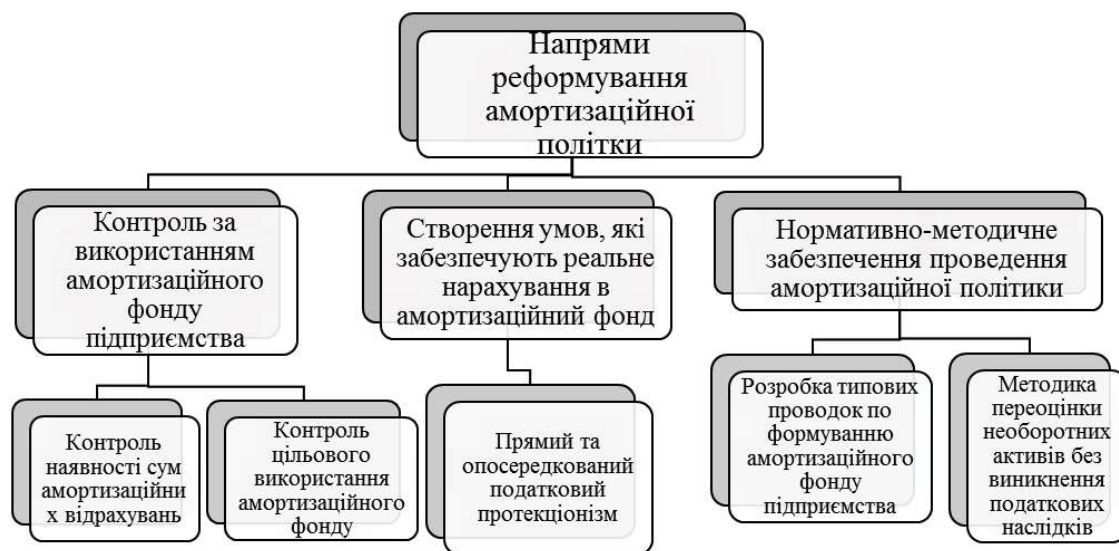 Напрями
реформування
амортизаційної
політки
Контроль за
використанням
амортизаційного
фонду
підприємства
Створення умов, які
забезпечують реальне
нарахування в
амортизаційний фонд
Нормативно-методичне
забезпечення проведення
амортизаційної політики
Контроль
наявності сум
амортизаційни
х відрахувань
Контроль
цільового
використання
амортизаційного
фонду
Прямий та
опосередкований
податковий
протекціонізм
Розробка типових
проводок по
формуванню
амортизаційного
фонду
підприємства
Методика
переоцінки
необоротних
активів без
виникнення
податкових
наслідків